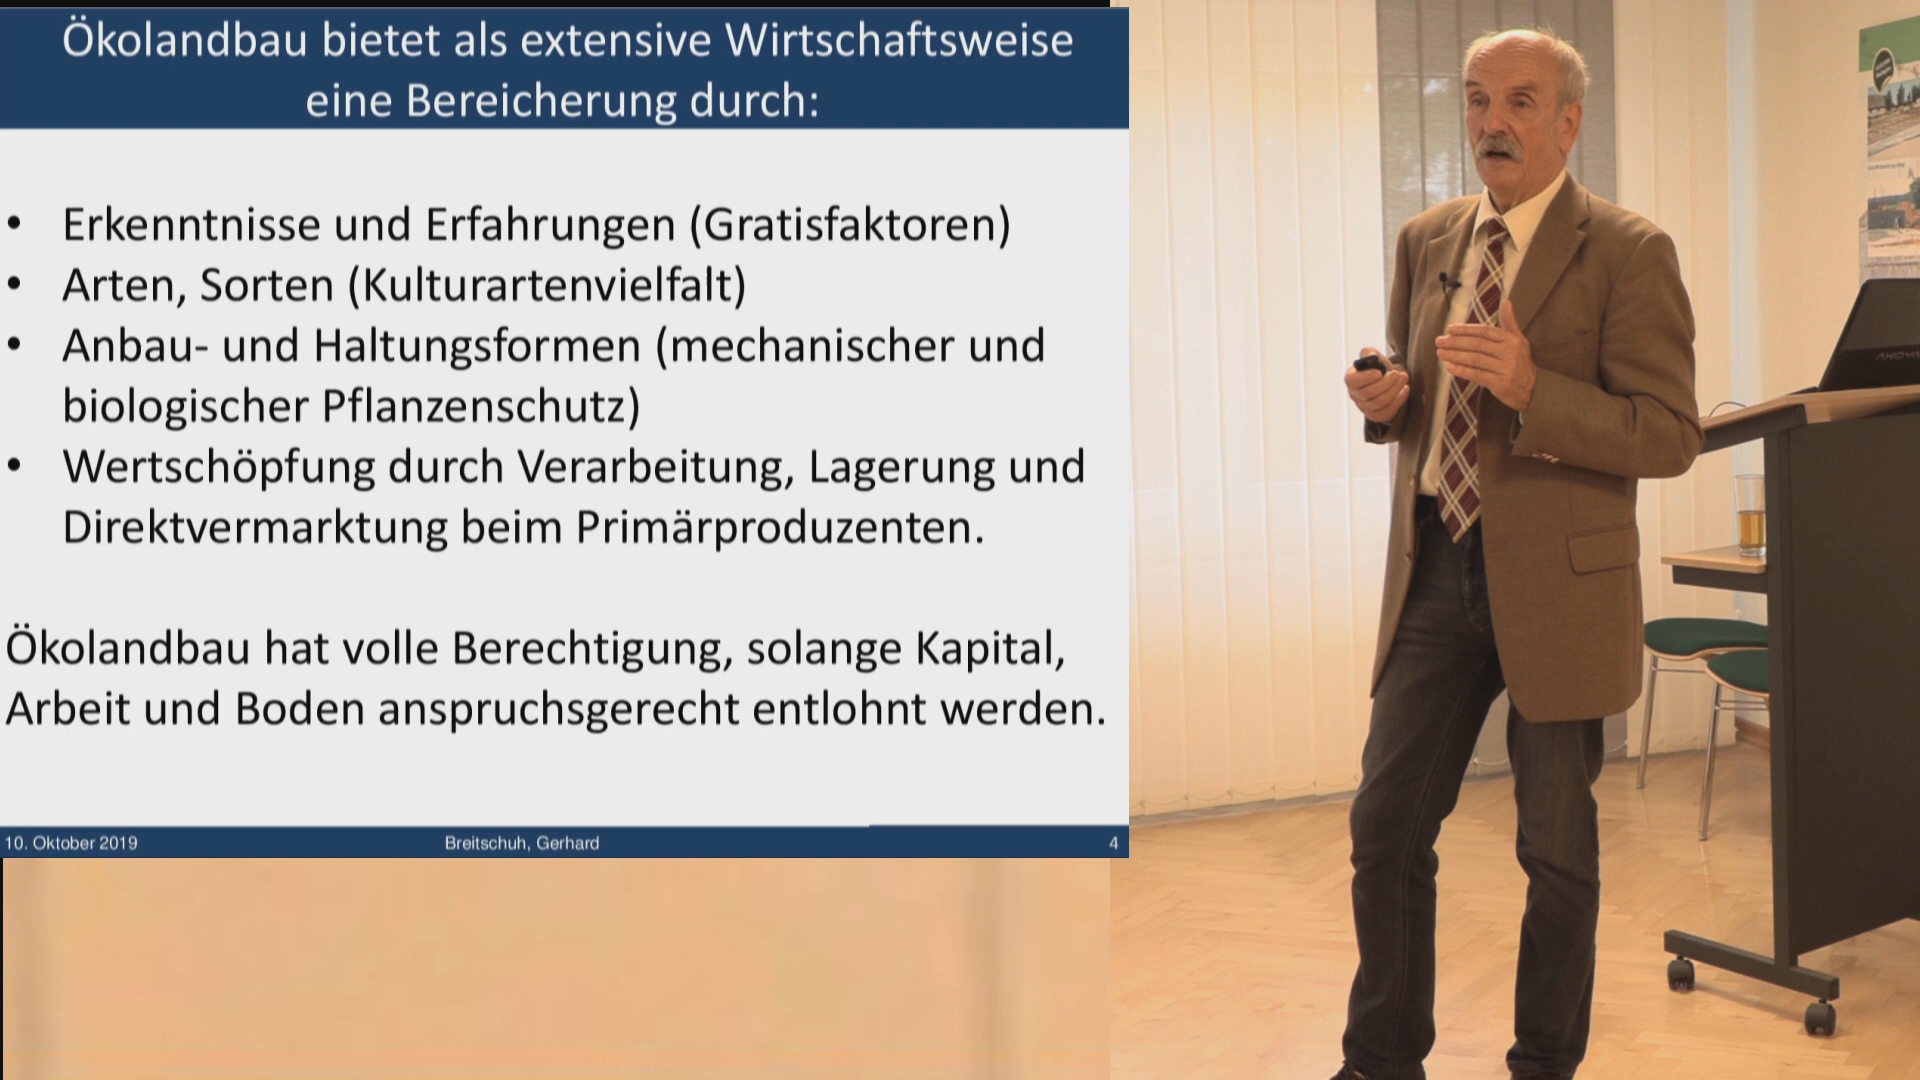 Ökolandbau bietet als extensive Wirtschaftsweise
eine Bereicherung durch:
• Erkenntnisse und Erfahrungen (Gratisfaktoren)
• Arten, Sorten (Kulturartenvielfalt)
• Anbau- und Haltungsformen (mechanischer und
biologischer Pflanzenschutz)
• Wertschöpfung durch Verarbeitung, Lagerung und
Direktvermarktung beim Primärproduzenten.
Ökolandbau hat volle Berechtigung, solange Kapital,
Arbeit und Boden anspruchsgerecht entlohnt werden.
10. Oktober 2019
Breitschuh, Gerhard
4